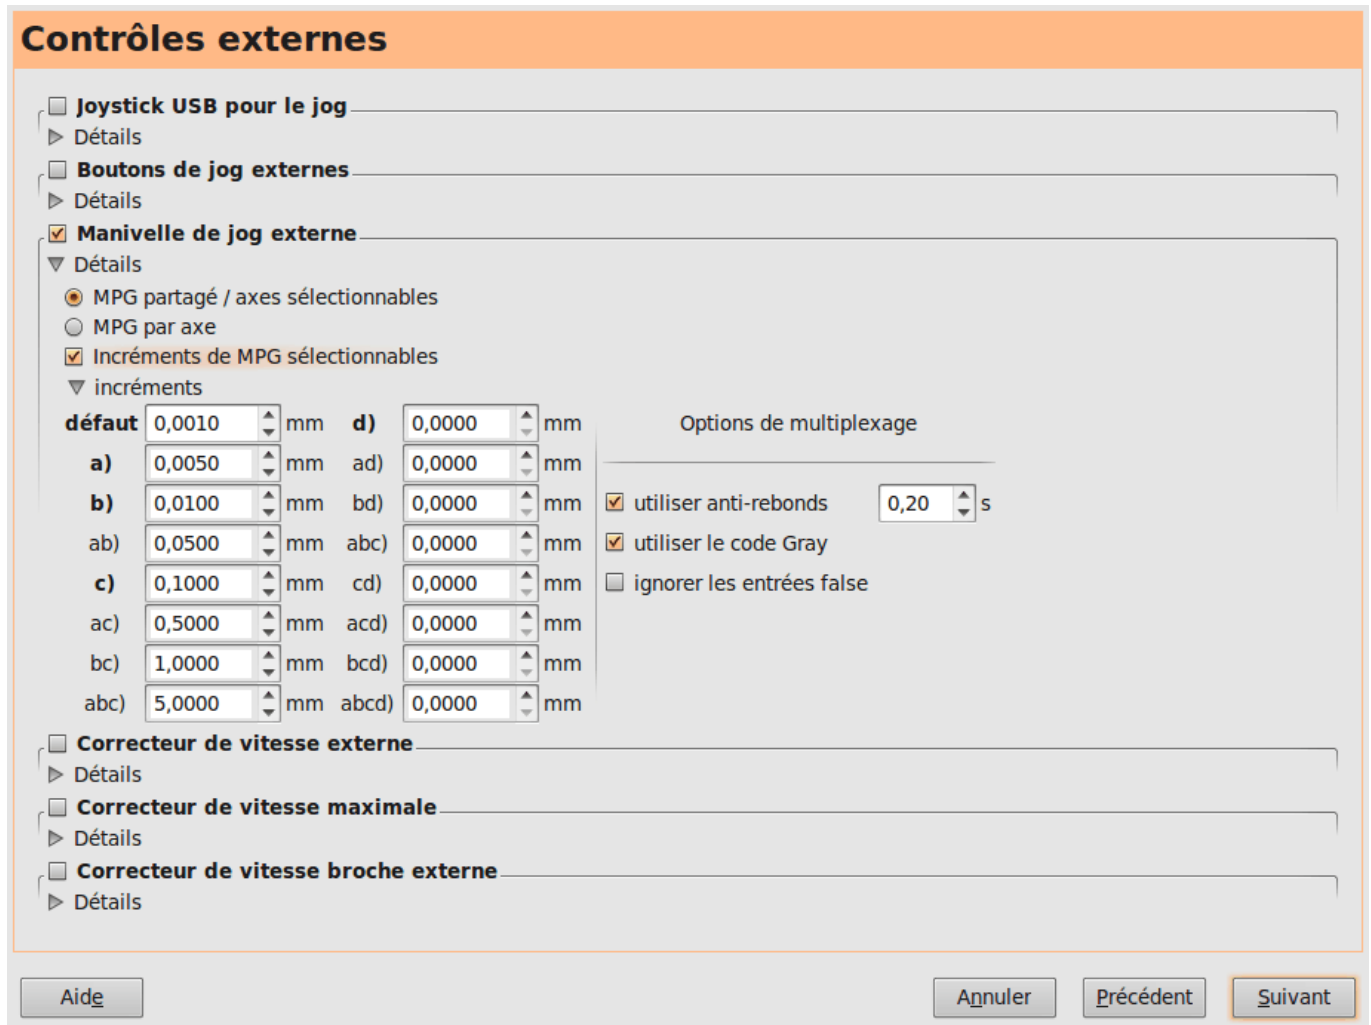 Contrôles externes
Joystick USB pour le jog
Détails
Boutons de jog externes
Détails
Manivelle de jog externe
Détails
MPG partagé / axes sélectionnables
MPG par axe
Incréments de MPG sélectionnables
incréments
défaut 0,0010 mm d) 0,0000 mm Options de multiplexage
a) 0,0050 mm ad) 0,0000 mm
b) 0,0100 mm bd) 0,0000 mm utiliser anti-rebonds 0,20 s
ab) 0,0500 mm abc) 0,0000 mm utiliser le code Gray
c) 0,1000 mm cd) 0,0000 mm ignorer les entrées false
ac) 0,5000 mm acd) 0,0000 mm
bc) 1,0000 mm bcd) 0,0000 mm
abc) 5,0000 mm abcd) 0,0000 mm
Correcteur de vitesse externe
Détails
Correcteur de vitesse maximale
Détails
Correcteur de vitesse broche externe
Détails
Aide Annuler Précédent Suivant